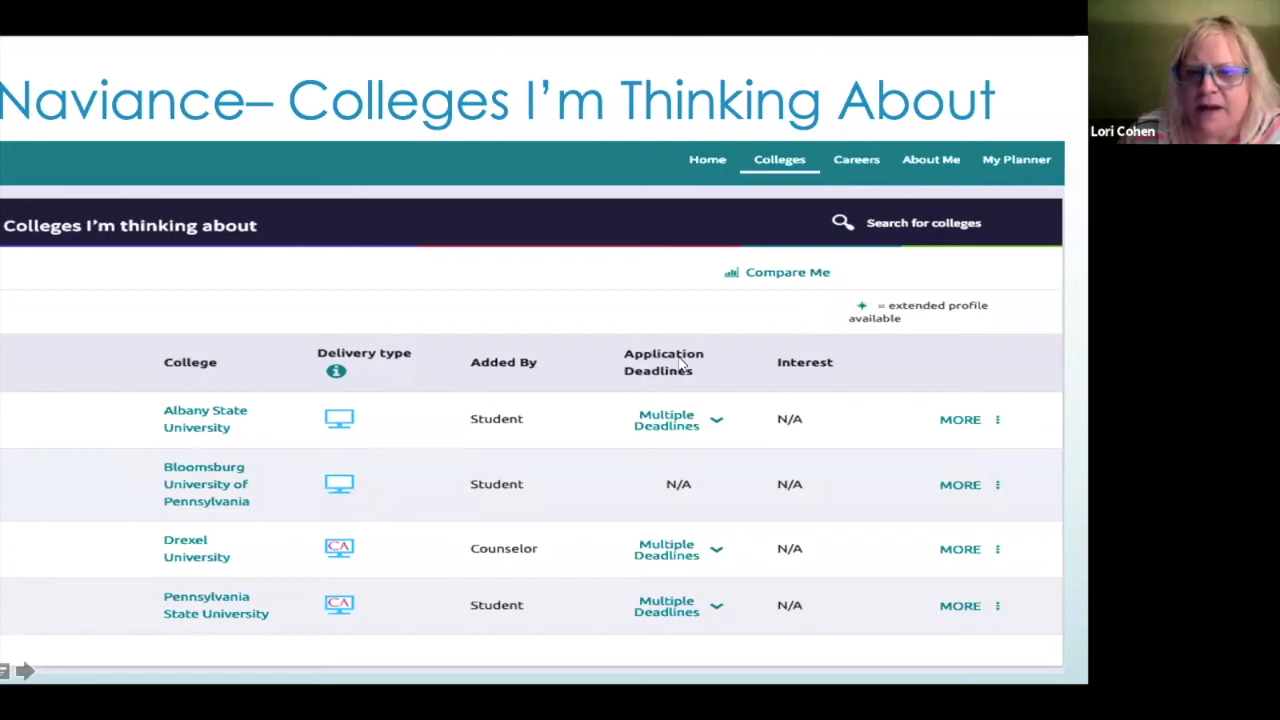 Naviance– Colleges I'm Thinking About
Lori Cohen
Home Colleges Careers About Me My Planner
Colleges I'm thinking about
Search for colleges
Compare Me
= extended profile
available
College
Delivery type
i
Added By
Application
Deadlines
Interest
Albany State
University
Student
Multiple
Deadlines
N/A
MORE
Bloomsburg
University of
Pennsylvania
Student
N/A
N/A
MORE
Drexel
University
CA
Counselor
Multiple
Deadlines
N/A
MORE
Pennsylvania
State University
CA
Student
Multiple
Deadlines
N/A
MORE